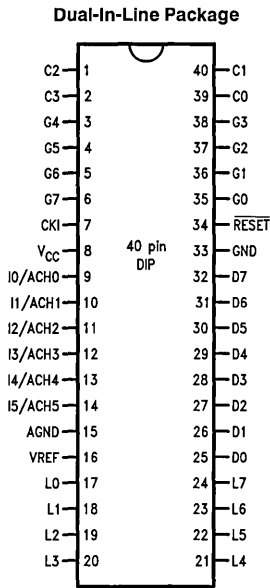 Dual-In-Line Package
C2 1 40 C1
C3 2 39 C0
G4 3 38 G3
G5 4 37 G2
G6 5 36 G1
G7 6 35 G0
CKI 7 34 RESET
VCC 8 40 pin 33 GND
I0/ACH0 9 DIP 32 D7
I1/ACH1 10 31 D6
I2/ACH2 11 30 D5
I3/ACH3 12 29 D4
I4/ACH4 13 28 D3
I5/ACH5 14 27 D2
AGND 15 26 D1
VREF 16 25 D0
L0 17 24 L7
L1 18 23 L6
L2 19 22 L5
L3 20 21 L4